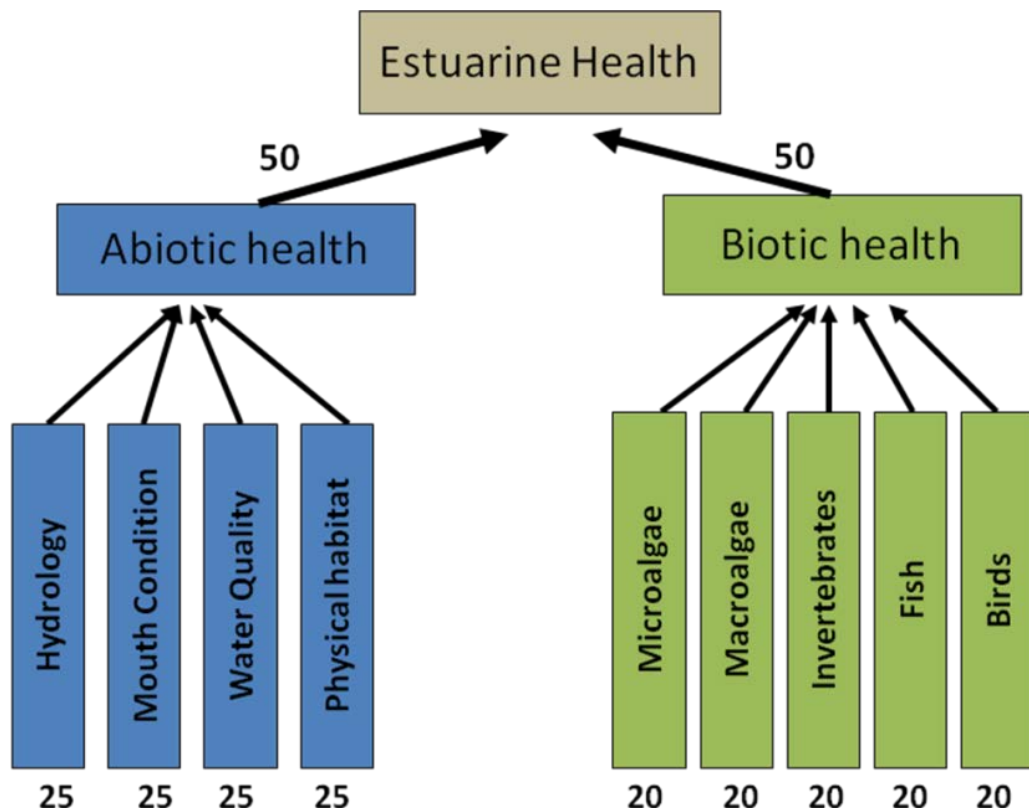 Estuarine Health
50
50
Abiotic health
Biotic health
Hydrology
Mouth Condition
Water Quality
Physical habitat
Microalgae
Macroalgae
Invertebrates
Fish
Birds
25
25
25
25
20
20
20
20
20